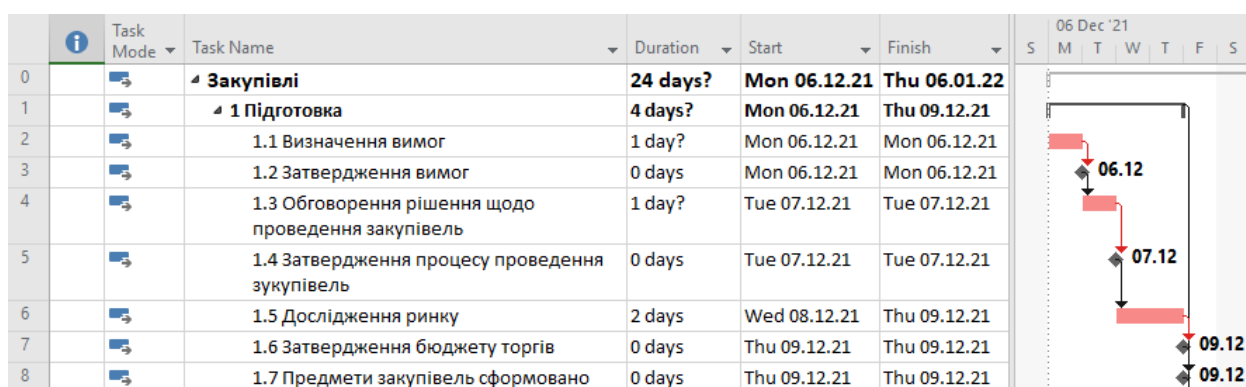 Task Mode Task Name Duration Start Finish 06 Dec '21
S M T W T F S
0 Закупівлі 24 days? Mon 06.12.21 Thu 06.01.22
1 1 Підготовка 4 days? Mon 06.12.21 Thu 09.12.21
2 1.1 Визначення вимог 1 day? Mon 06.12.21 Mon 06.12.21
3 1.2 Затвердження вимог 0 days Mon 06.12.21 Mon 06.12.21 06.12
4 1.3 Обговорення рішення щодо 1 day? Tue 07.12.21 Tue 07.12.21
проведення закупівель
5 1.4 Затвердження процесу проведення 0 days Tue 07.12.21 Tue 07.12.21 07.12
зукупівель
6 1.5 Дослідження ринку 2 days Wed 08.12.21 Thu 09.12.21
7 1.6 Затвердження бюджету торгів 0 days Thu 09.12.21 Thu 09.12.21 09.12
8 1.7 Предмети закупівель сформовано 0 days Thu 09.12.21 Thu 09.12.21 09.12